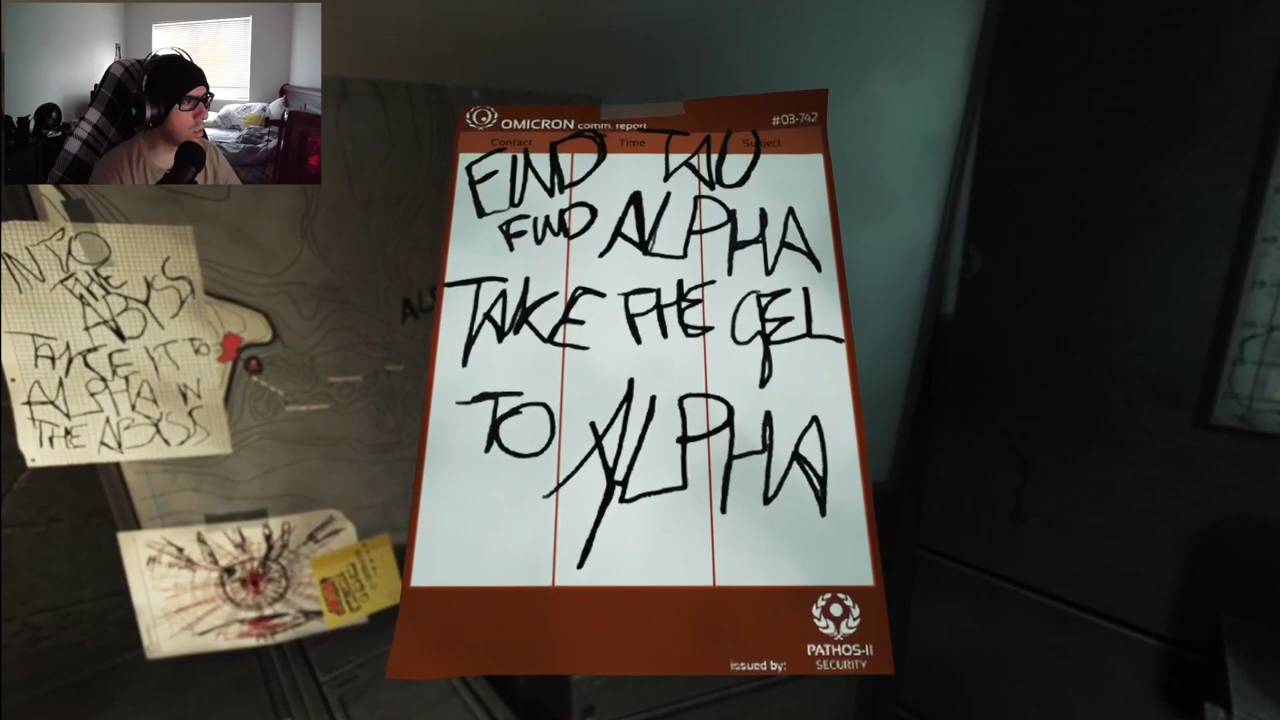 OMICRON comm. report #03-742
Contact Time Subject
FIND TAU
FIND ALPHA
TAKE THE GEL
TO ALPHA
issued by:
PATHOS-II
SECURITY
INTO
THE
ABYSS
TAKE IT TO
ALPHA IN
THE ABYSS